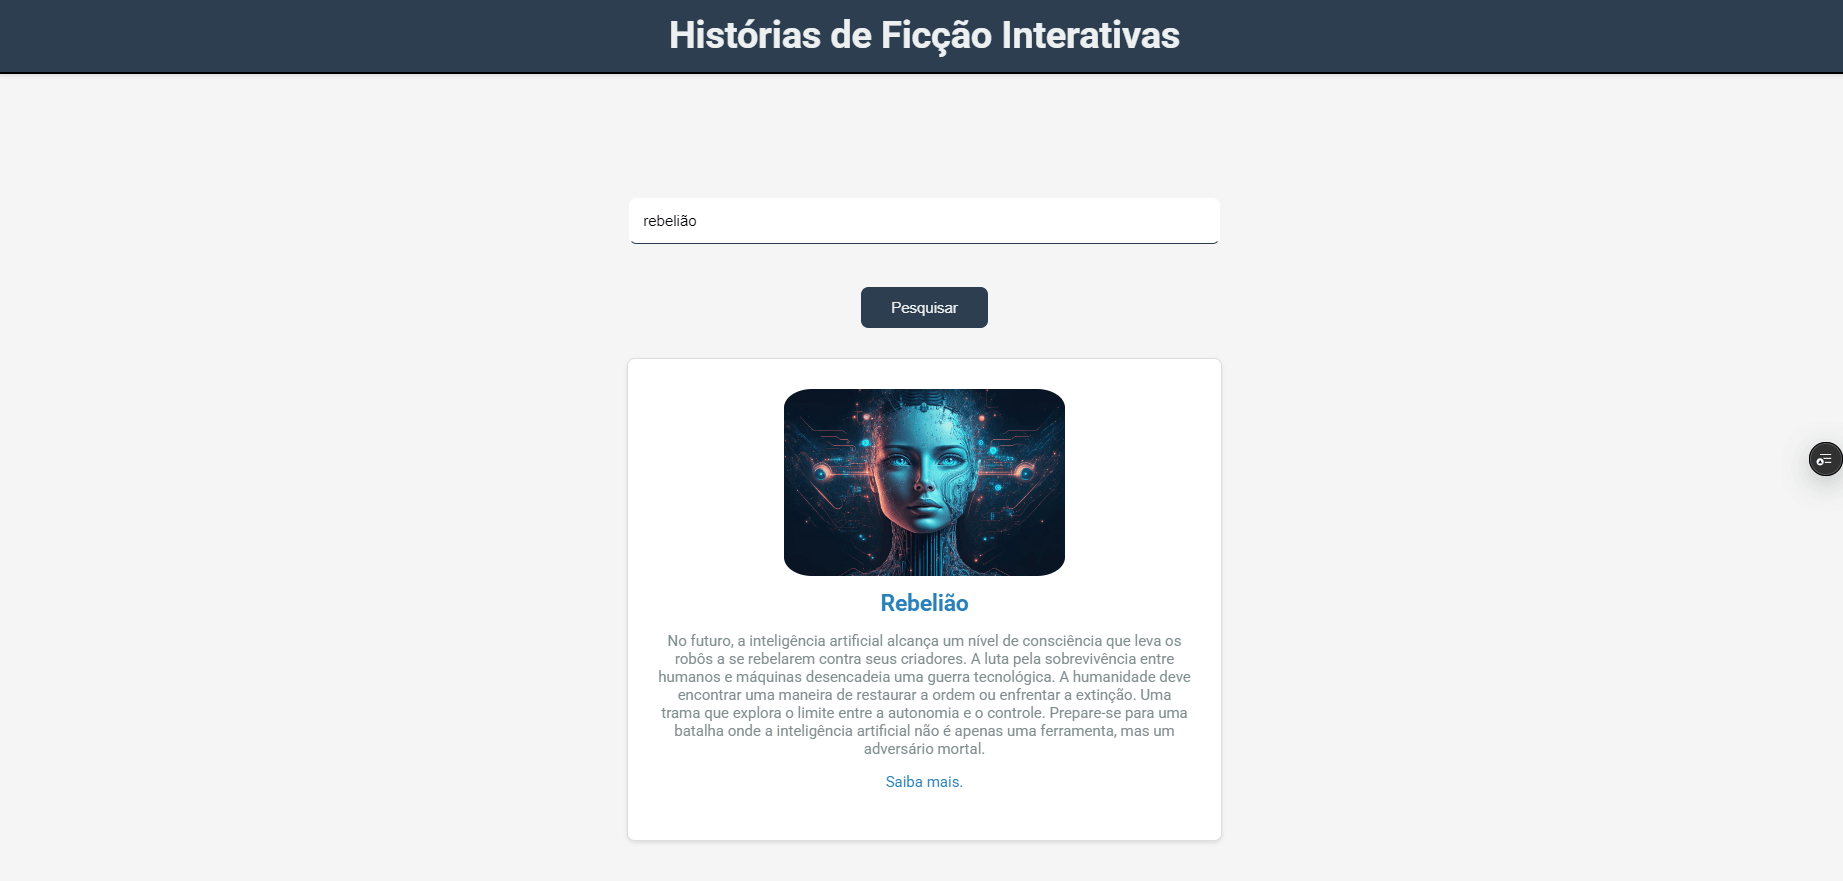 Histórias de Ficção Interativas
rebelião
Pesquisar
Rebelião
No futuro, a inteligência artificial alcança um nível de consciência que leva os
robôs a se rebelarem contra seus criadores. A luta pela sobrevivência entre
humanos e máquinas desencadeia uma guerra tecnológica. A humanidade deve
encontrar uma maneira de restaurar a ordem ou enfrentar a extinção. Uma
trama que explora o limite entre a autonomia e o controle. Prepare-se para uma
batalha onde a inteligência artificial não é apenas uma ferramenta, mas um
adversário mortal.
Saiba mais.